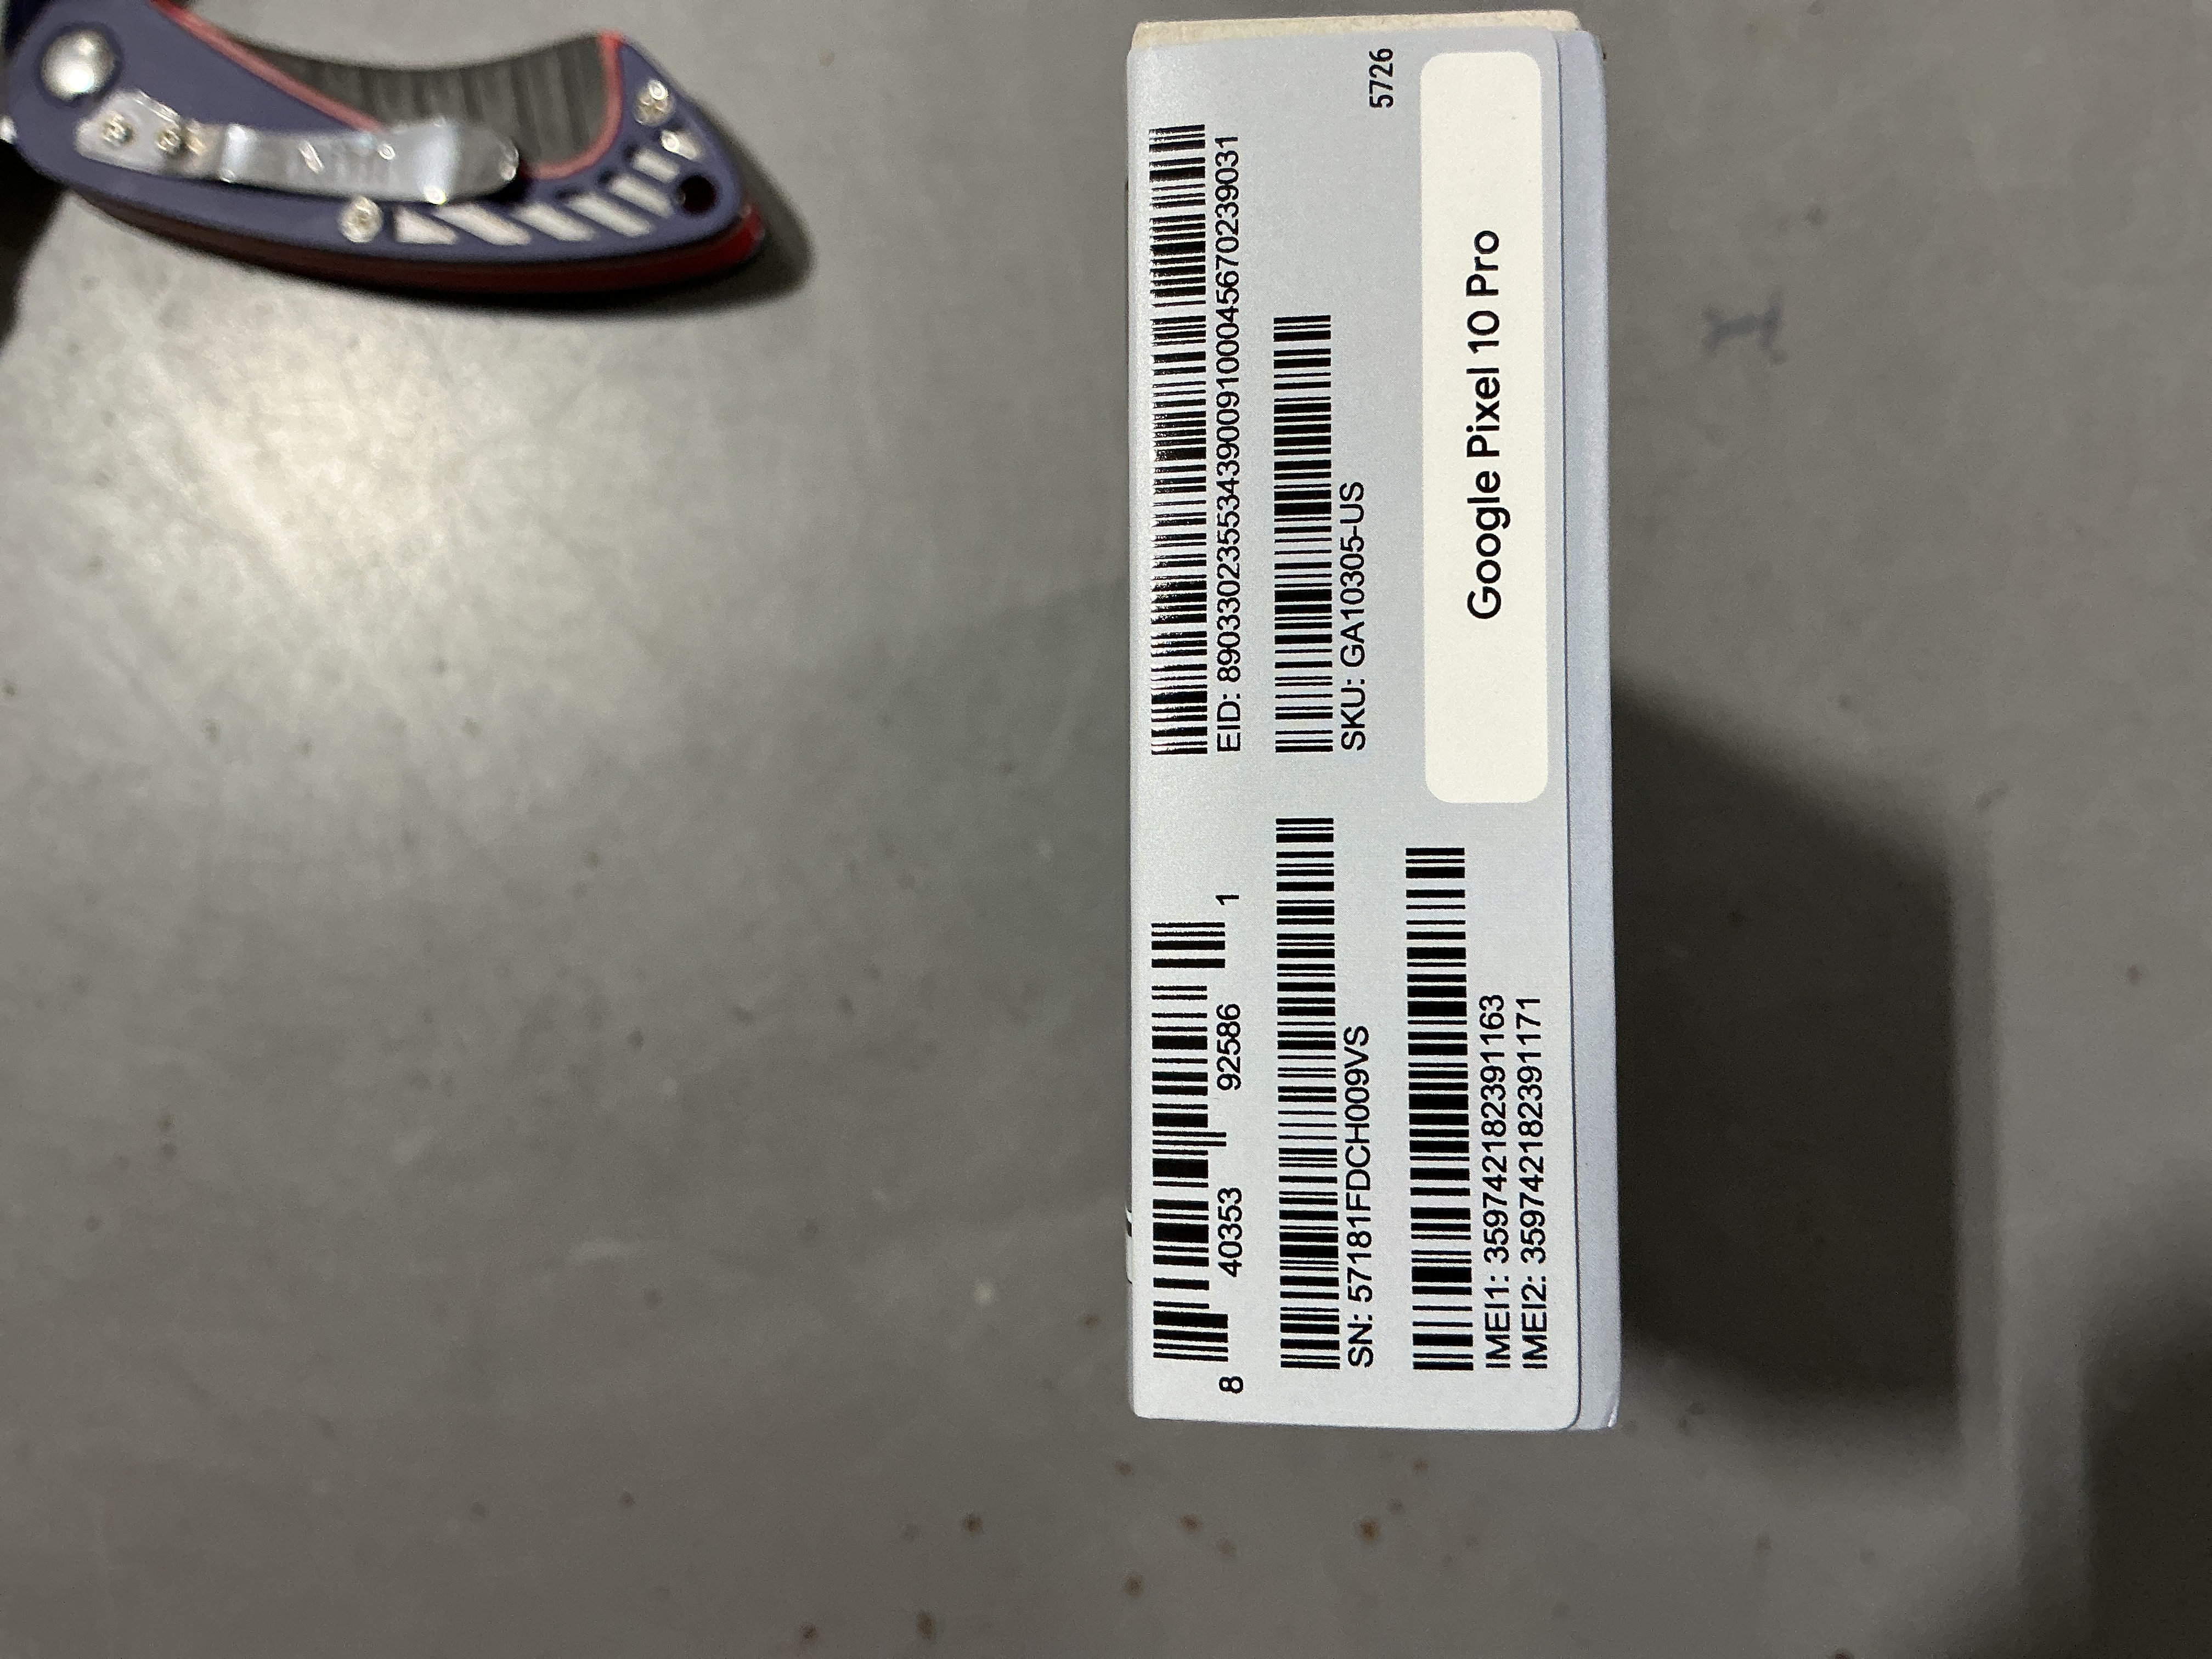 8 40353 92586 1
EID: 89033023553439009100045670239031
SN: 57181FDCH009VS
SKU: GA10305-US
5726
IMEI1: 359742182391163
IMEI2: 359742182391171
Google Pixel 10 Pro